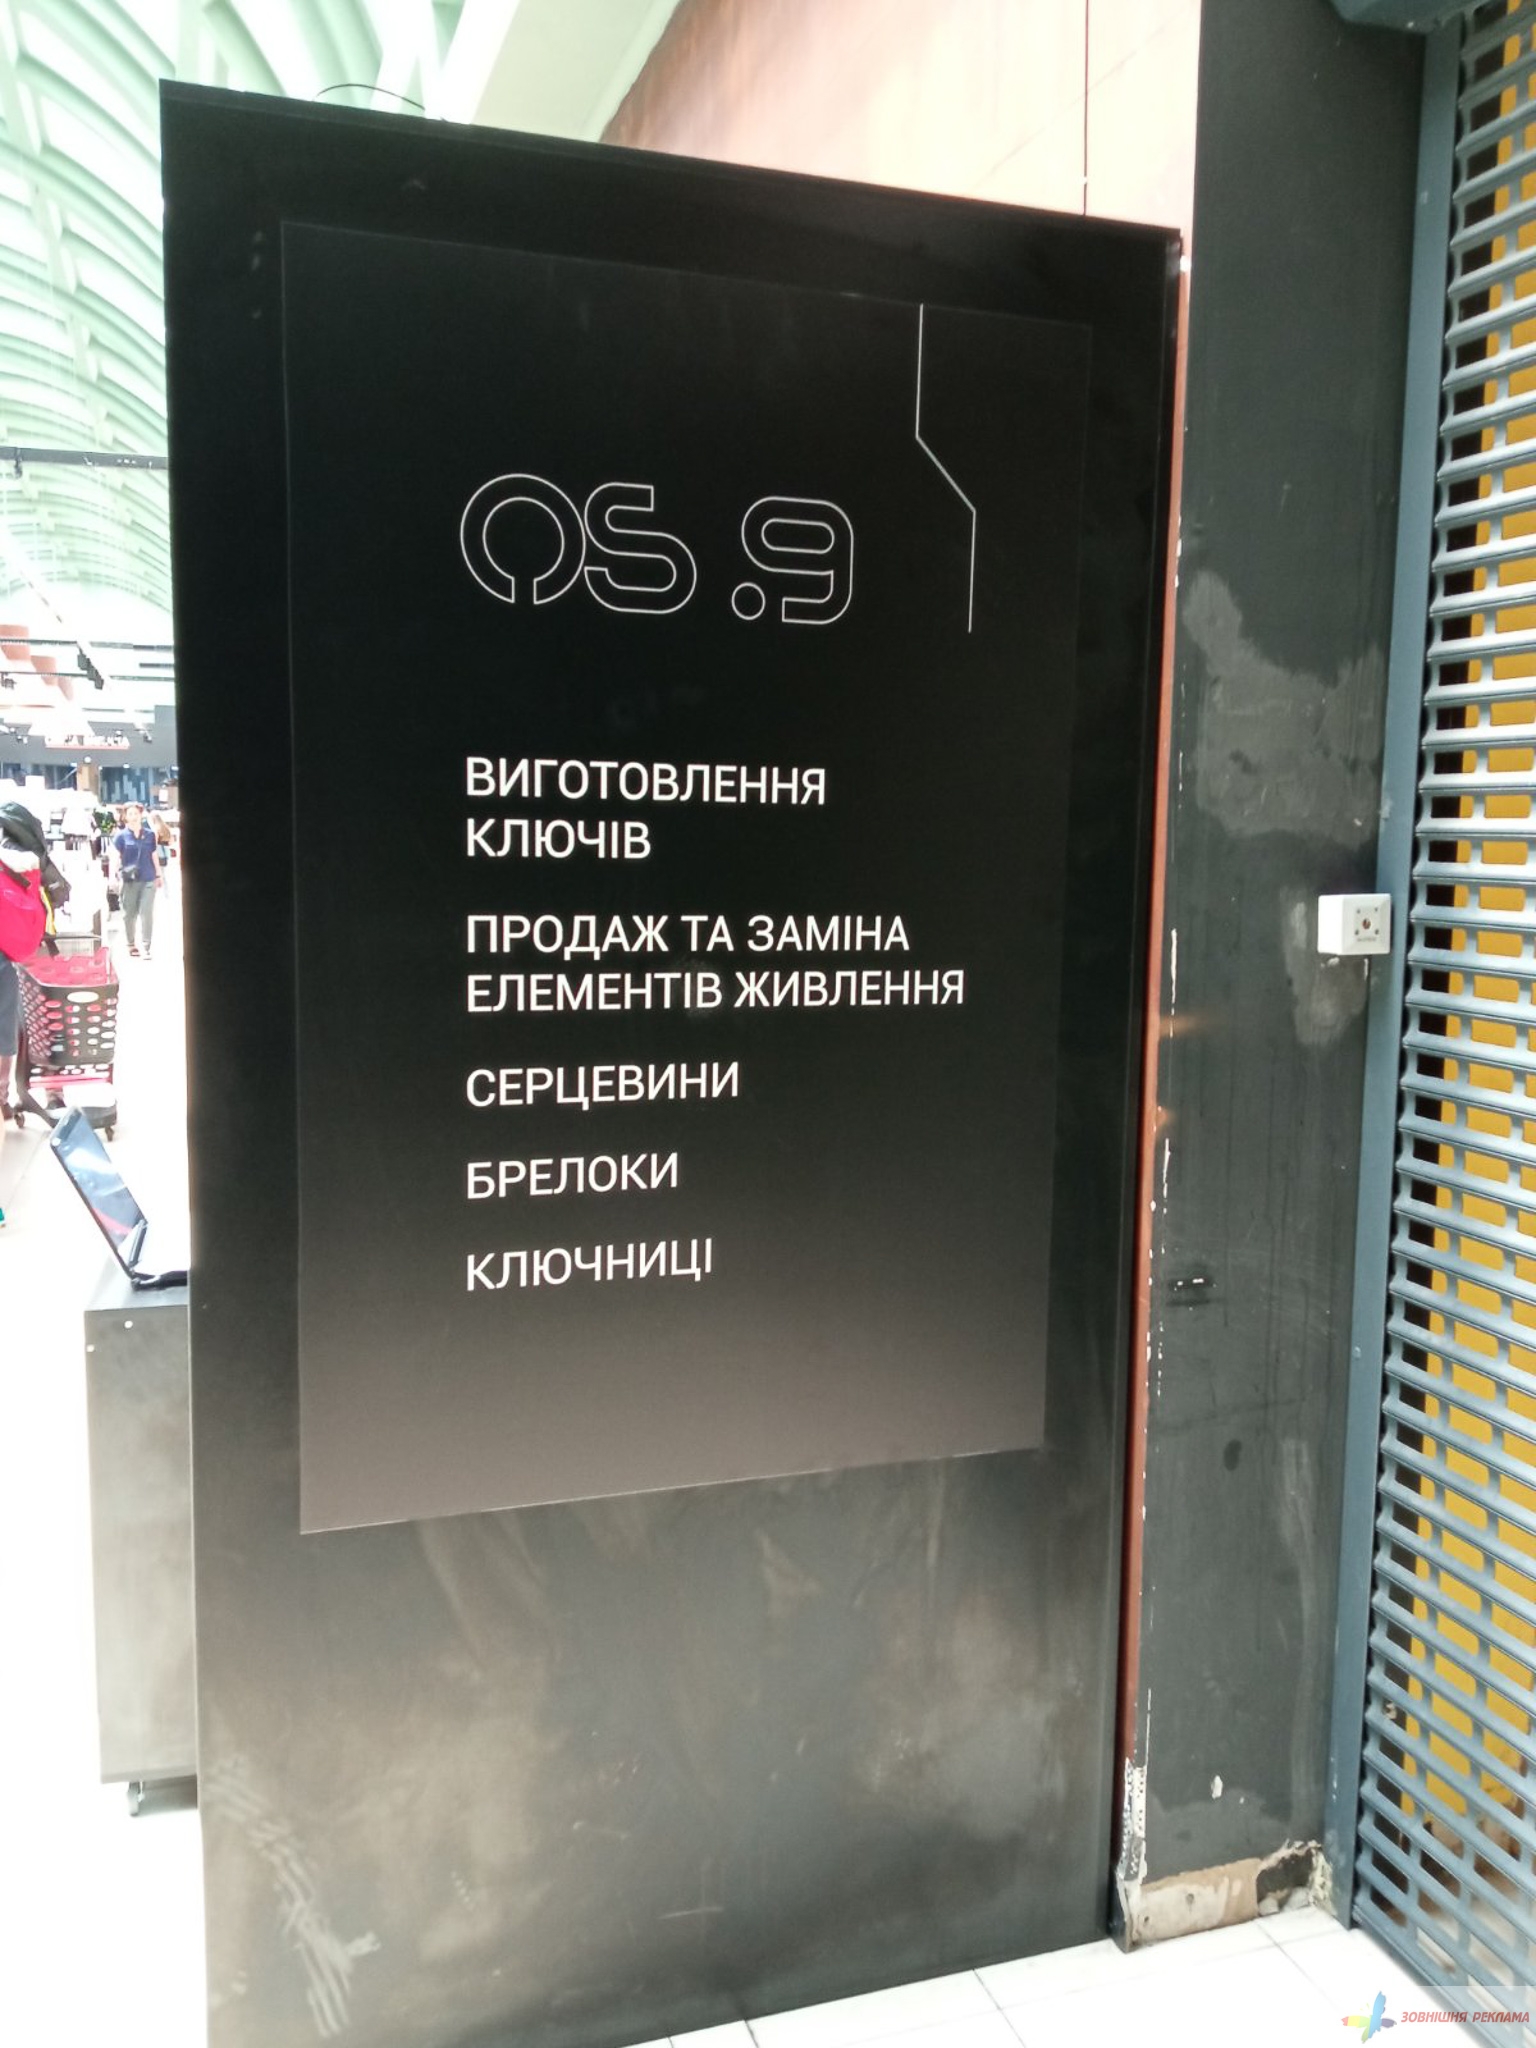 OS .9
ВИГОТОВЛЕННЯ
КЛЮЧІВ
ПРОДАЖ ТА ЗАМІНА
ЕЛЕМЕНТІВ ЖИВЛЕННЯ
СЕРЦЕВИНИ
БРЕЛОКИ
КЛЮЧНИЦІ
ЗОВНІШНЯ РЕКЛАМА